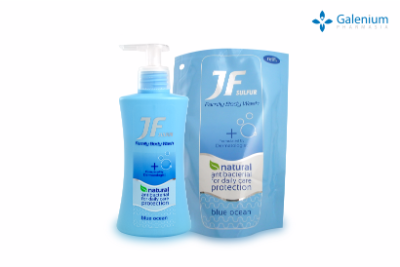 Galenium
PHARMASIA
JF
SULFUR
Family Body Wash
natural
anti bacterial
for daily care
protection
blue ocean
JF
SULFUR
Family Body Wash
natural
anti bacterial
for daily care
protection
blue ocean